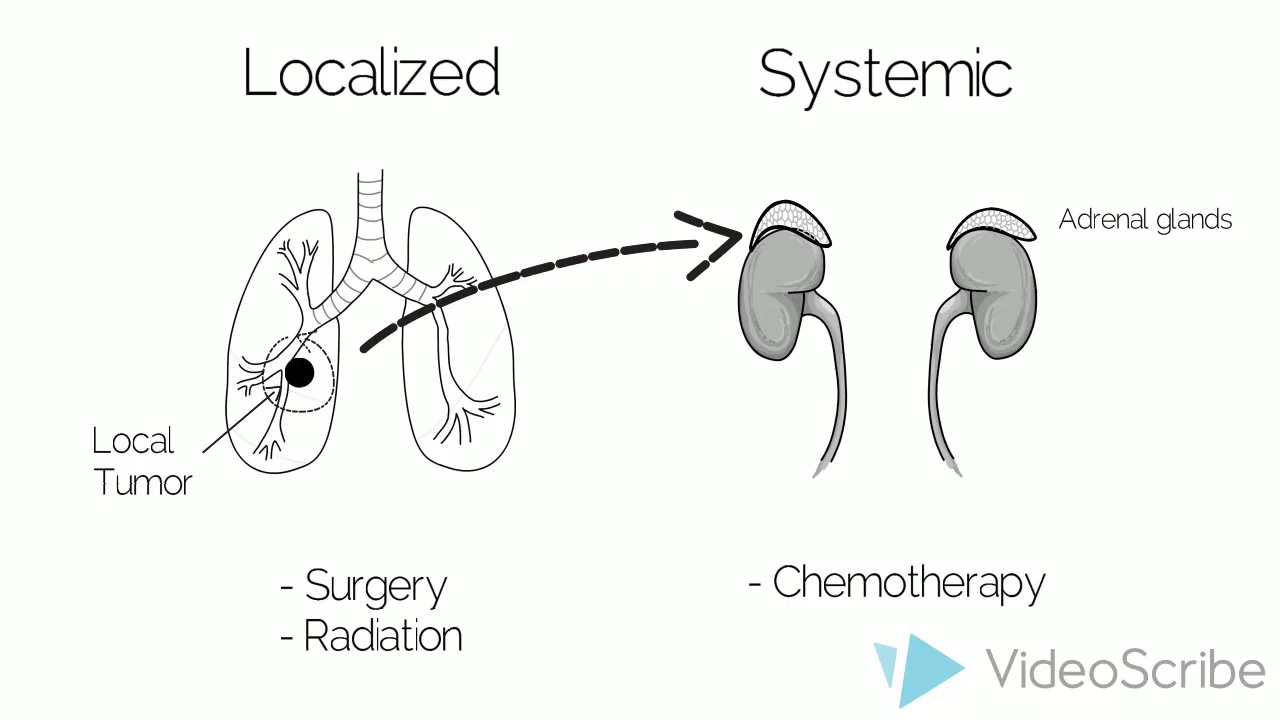 Localized
Systemic
Adrenal glands
Local
Tumor
- Surgery
- Radiation
- Chemotherapy
VideoScribe